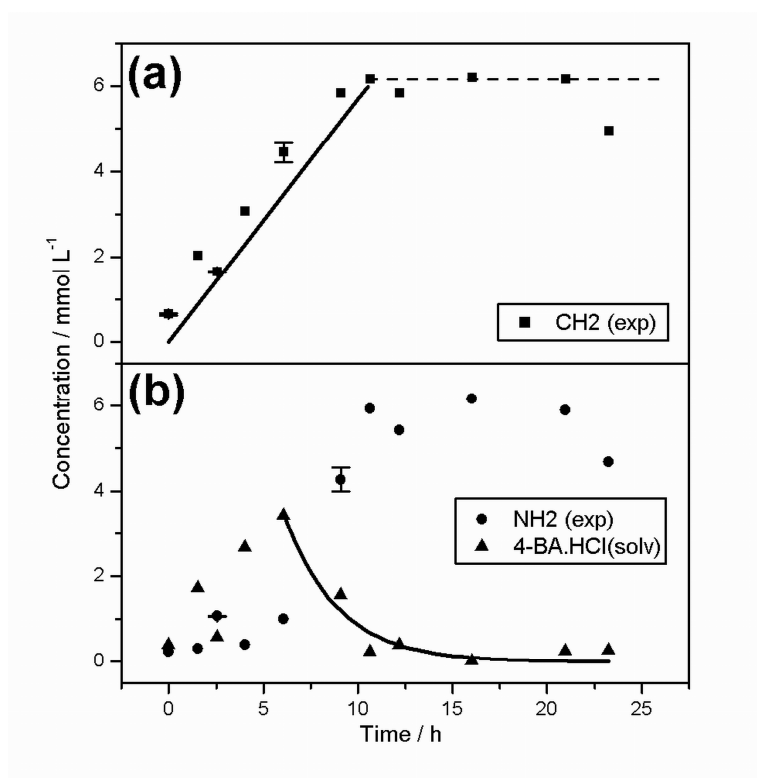 (a)
6
4
2
0
CH2 (exp)
(b)
6
4
2
0
NH2 (exp)
4-BA.HCl(solv)
0 5 10 15 20 25
Time / h
Concentration / mmol L⁻¹